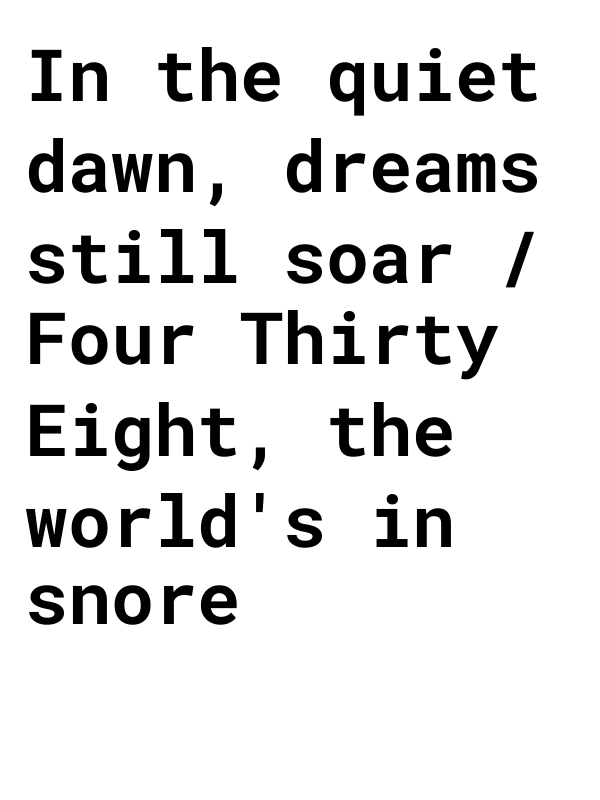 In the quiet
dawn, dreams
still soar /
Four Thirty
Eight, the
world's in
snore